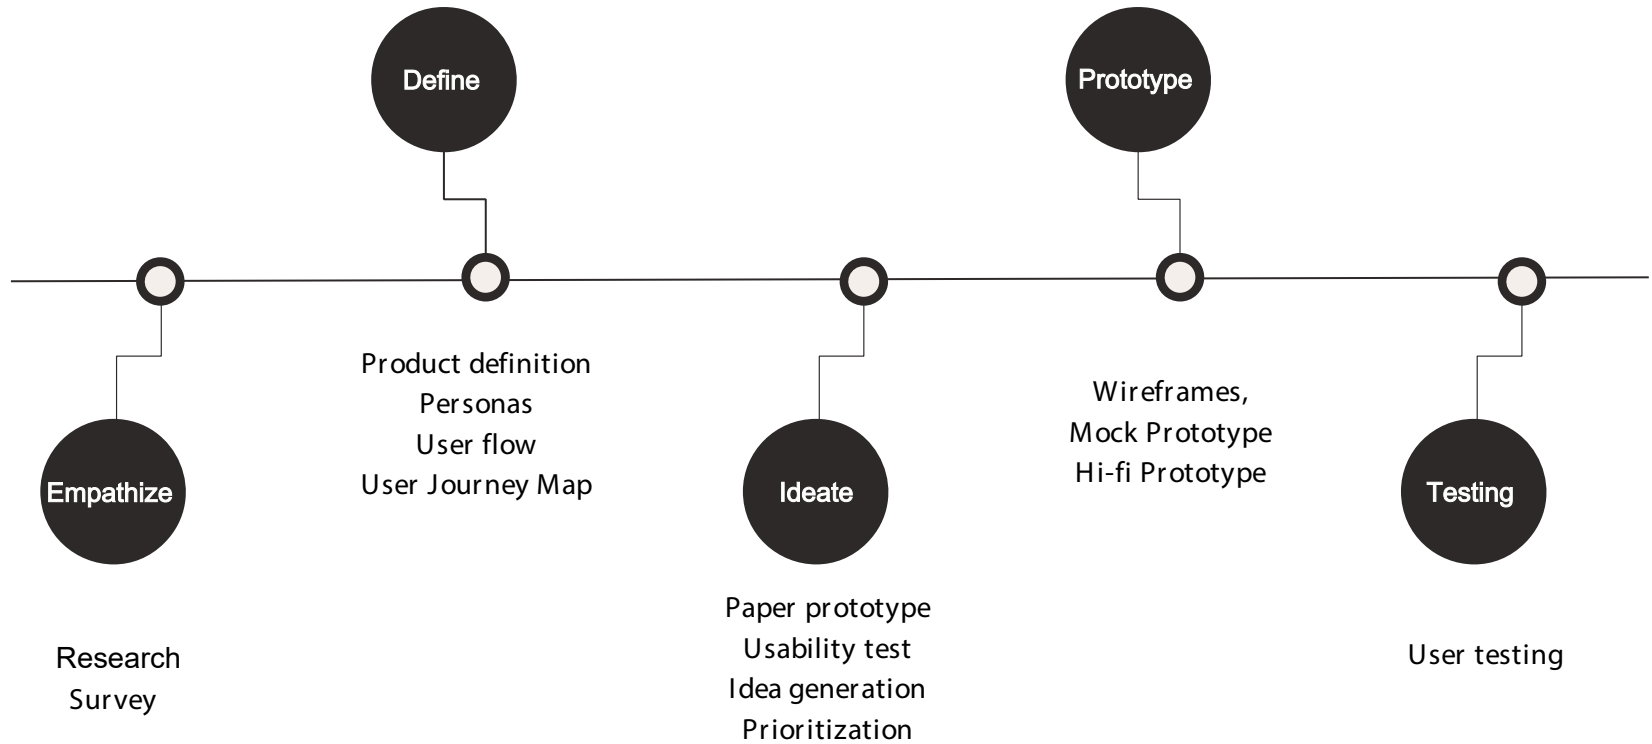 Define
Prototype
Product definition
Personas
User flow
User Journey Map
Wireframes,
Mock Prototype
Hi-fi Prototype
Empathize
Ideate
Testing
Research
Survey
Paper prototype
Usability test
Idea generation
Prioritization
User testing